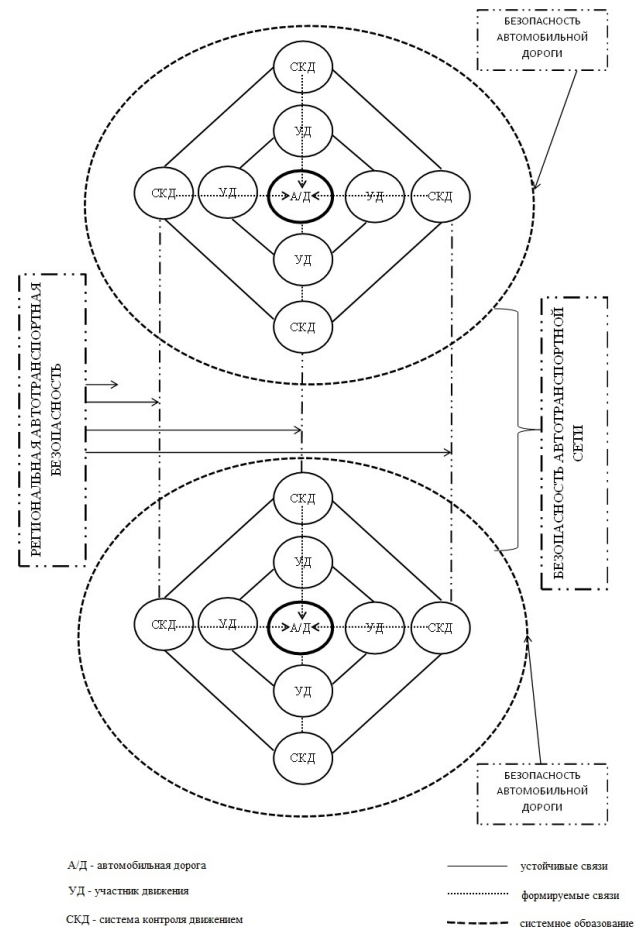 БЕЗОПАСНОСТЬ
АВТОМОБИЛЬНОЙ
ДОРОГИ
СКД
УД
СКД
УД
А/Д
УД
СКД
УД
СКД
РЕГИОНАЛЬНАЯ АВТОТРАНСПОРТНАЯ
БЕЗОПАСНОСТЬ
БЕЗОПАСНОСТЬ АВТОТРАНСПОРТНОЙ
СЕТИ
СКД
УД
СКД
УД
А/Д
УД
СКД
УД
СКД
БЕЗОПАСНОСТЬ
АВТОМОБИЛЬНОЙ
ДОРОГИ
А/Д - автомобильная дорога
УД - участник движения
СКД - система контроля движением
устойчивые связи
формируемые связи
системное образование